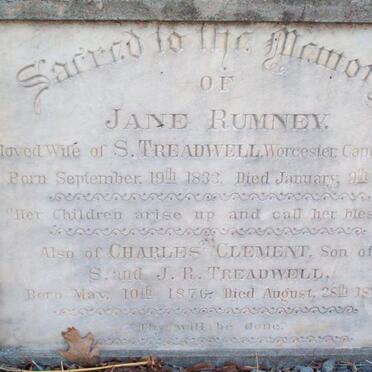 Sacred to the Memory
OF
JANE RUMNEY.
loved Wife of S. TREADWELL, Worcester, Cape
Born September, 19th 1833. Died January, 9th
"Her Children arise up and call her bles
Also of CHARLES CLEMENT, Son of
S. and J. R. TREADWELL.
Born May, 10th 1876. Died August, 28th 18
Thy will be done.